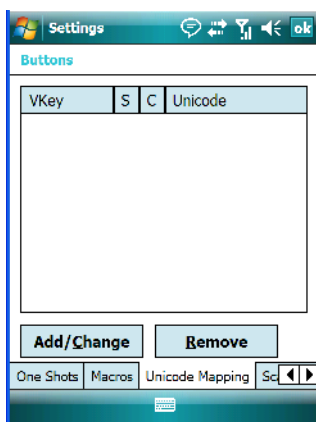 Settings ok
Buttons
VKey S C Unicode
Add/Change Remove
One Shots Macros Unicode Mapping Sc